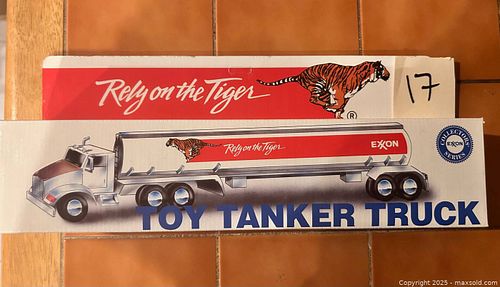 Rely on the Tiger
®
17
Rely on the Tiger
EXXON
COLLECTOR'S
EXXON
SERIES
TOY TANKER TRUCK
Copyright © 2025 - maxsold.com